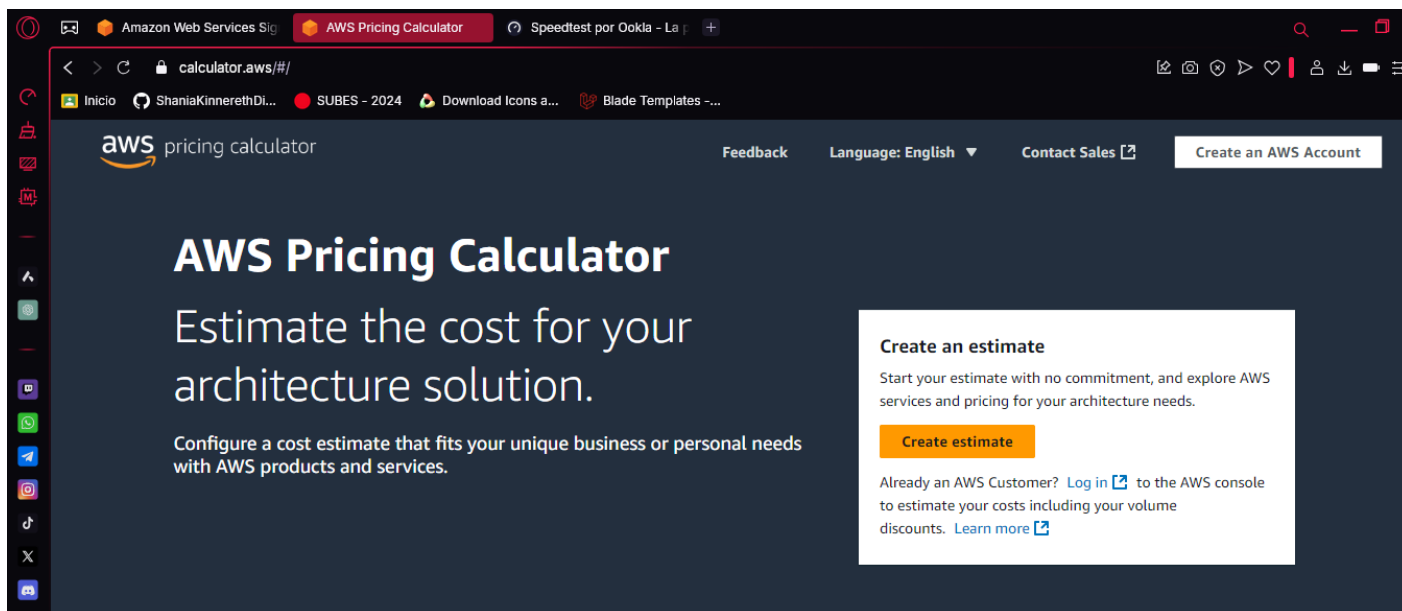 Amazon Web Services Sig
AWS Pricing Calculator
Speedtest por Ookla - La p
calculator.aws/#/
Inicio
ShaniaKinnerethDi...
SUBES - 2024
Download Icons a...
Blade Templates -...
aws pricing calculator
Feedback
Language: English
Contact Sales
Create an AWS Account
AWS Pricing Calculator
Estimate the cost for your
architecture solution.
Configure a cost estimate that fits your unique business or personal needs
with AWS products and services.
Create an estimate
Start your estimate with no commitment, and explore AWS
services and pricing for your architecture needs.
Create estimate
Already an AWS Customer? Log in to the AWS console
to estimate your costs including your volume
discounts. Learn more